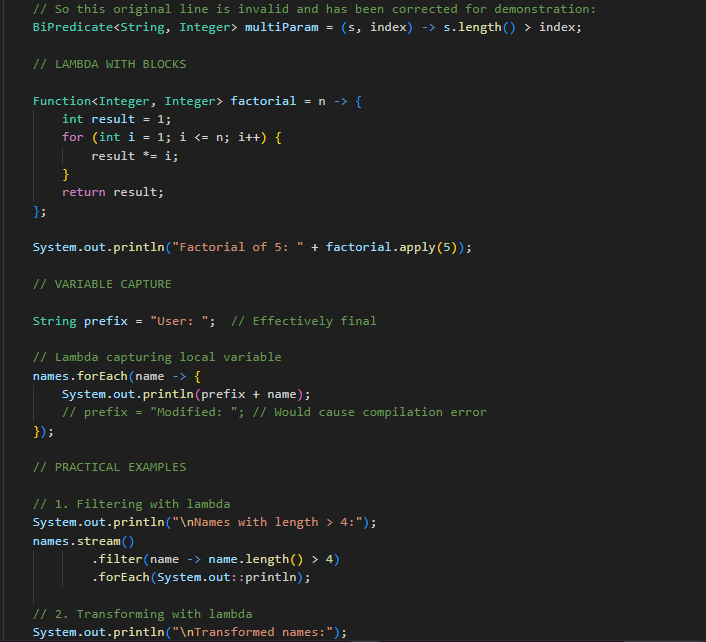 // So this original line is invalid and has been corrected for demonstration:
BiPredicate<String, Integer> multiParam = (s, index) -> s.length() > index;
// LAMBDA WITH BLOCKS
Function<Integer, Integer> factorial = n -> {
int result = 1;
for (int i = 1; i <= n; i++) {
result *= i;
}
return result;
};
System.out.println("Factorial of 5: " + factorial.apply(5));
// VARIABLE CAPTURE
String prefix = "User: ";  // Effectively final
// Lambda capturing local variable
names.forEach(name -> {
System.out.println(prefix + name);
// prefix = "Modified: "; // Would cause compilation error
});
// PRACTICAL EXAMPLES
// 1. Filtering with lambda
System.out.println("\nNames with length > 4:");
names.stream()
.filter(name -> name.length() > 4)
.forEach(System.out::println);
// 2. Transforming with lambda
System.out.println("\nTransformed names:");